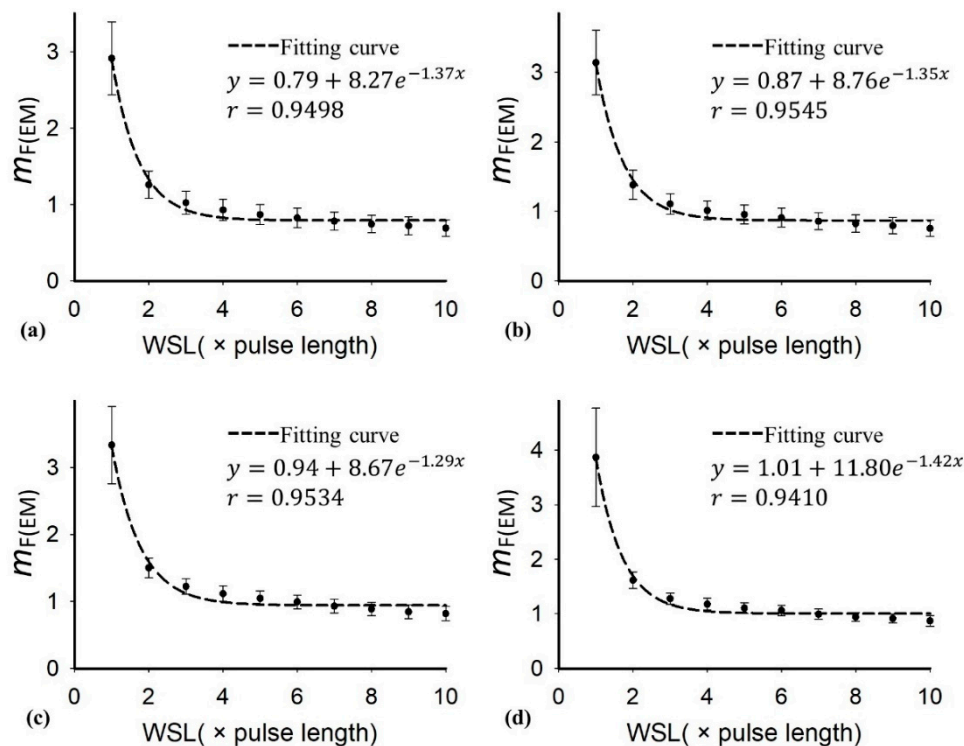 3
2
1
0
m_F(EM)
Fitting curve
y = 0.79 + 8.27e^{−1.37x}
r = 0.9498
0 2 4 6 8 10
(a)
WSL( × pulse length)
3
2
1
0
m_F(EM)
Fitting curve
y = 0.87 + 8.76e^{−1.35x}
r = 0.9545
0 2 4 6 8 10
(b)
WSL( × pulse length)
3
2
1
0
m_F(EM)
Fitting curve
y = 0.94 + 8.67e^{−1.29x}
r = 0.9534
0 2 4 6 8 10
(c)
WSL( × pulse length)
4
3
2
1
0
m_F(EM)
Fitting curve
y = 1.01 + 11.80e^{−1.42x}
r = 0.9410
0 2 4 6 8 10
(d)
WSL( × pulse length)